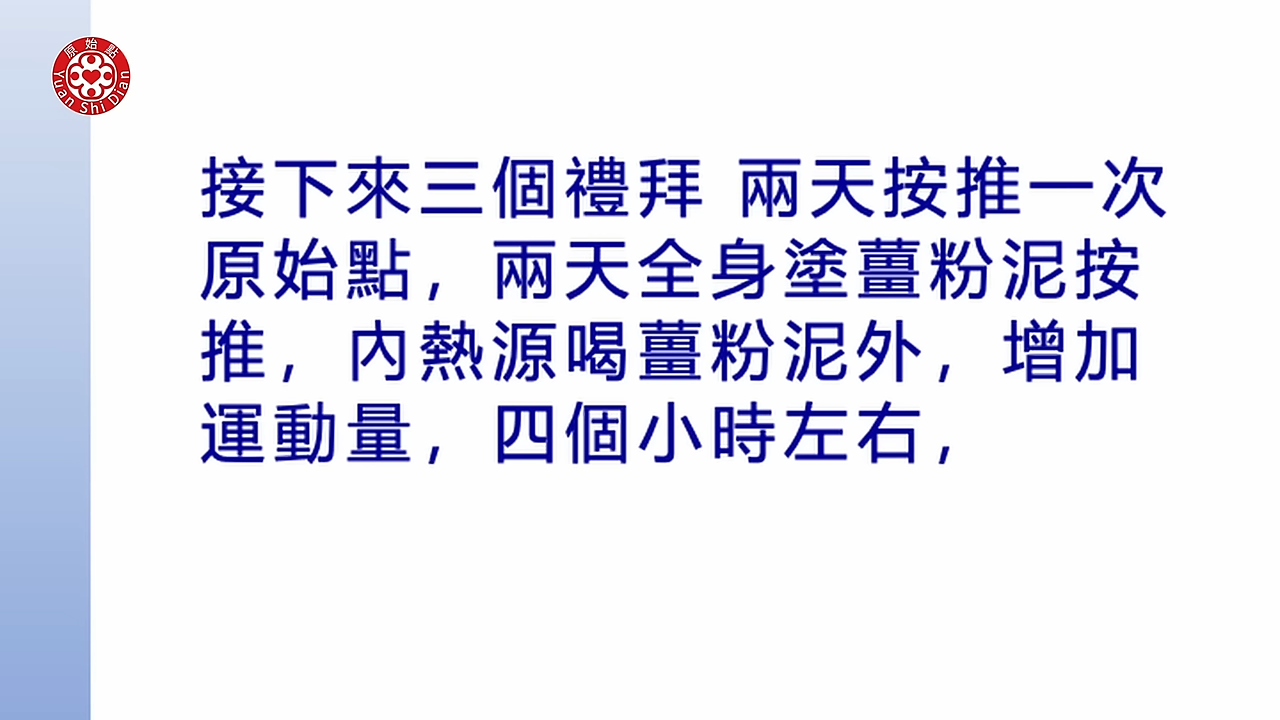 原始點
Yuan Shi Dian
接下來三個禮拜 兩天按推一次
原始點，兩天全身塗薑粉泥按
推，內熱源喝薑粉泥外，增加
運動量，四個小時左右，